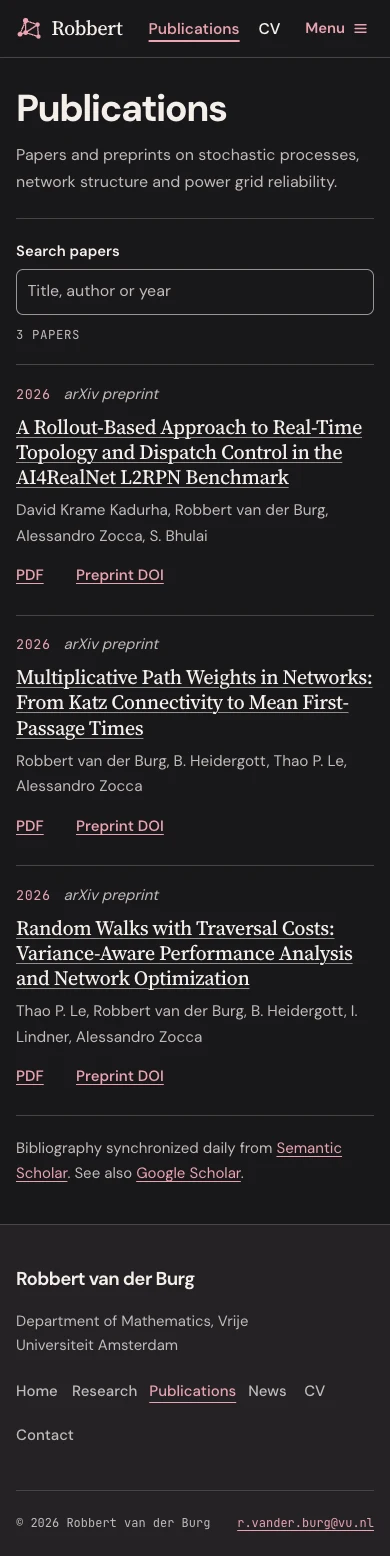 Robbert Publications CV Menu
Publications
Papers and preprints on stochastic processes,
network structure and power grid reliability.
Search papers
Title, author or year
3 PAPERS
2026 arXiv preprint
A Rollout-Based Approach to Real-Time
Topology and Dispatch Control in the
AI4RealNet L2RPN Benchmark
David Krame Kadurha, Robbert van der Burg,
Alessandro Zocca, S. Bhulai
PDF Preprint DOI
2026 arXiv preprint
Multiplicative Path Weights in Networks:
From Katz Connectivity to Mean First-
Passage Times
Robbert van der Burg, B. Heidergott, Thao P. Le,
Alessandro Zocca
PDF Preprint DOI
2026 arXiv preprint
Random Walks with Traversal Costs:
Variance-Aware Performance Analysis
and Network Optimization
Thao P. Le, Robbert van der Burg, B. Heidergott, I.
Lindner, Alessandro Zocca
PDF Preprint DOI
Bibliography synchronized daily from Semantic
Scholar. See also Google Scholar.
Robbert van der Burg
Department of Mathematics, Vrije
Universiteit Amsterdam
Home Research Publications News CV
Contact
© 2026 Robbert van der Burg r.vander.burg@vu.nl